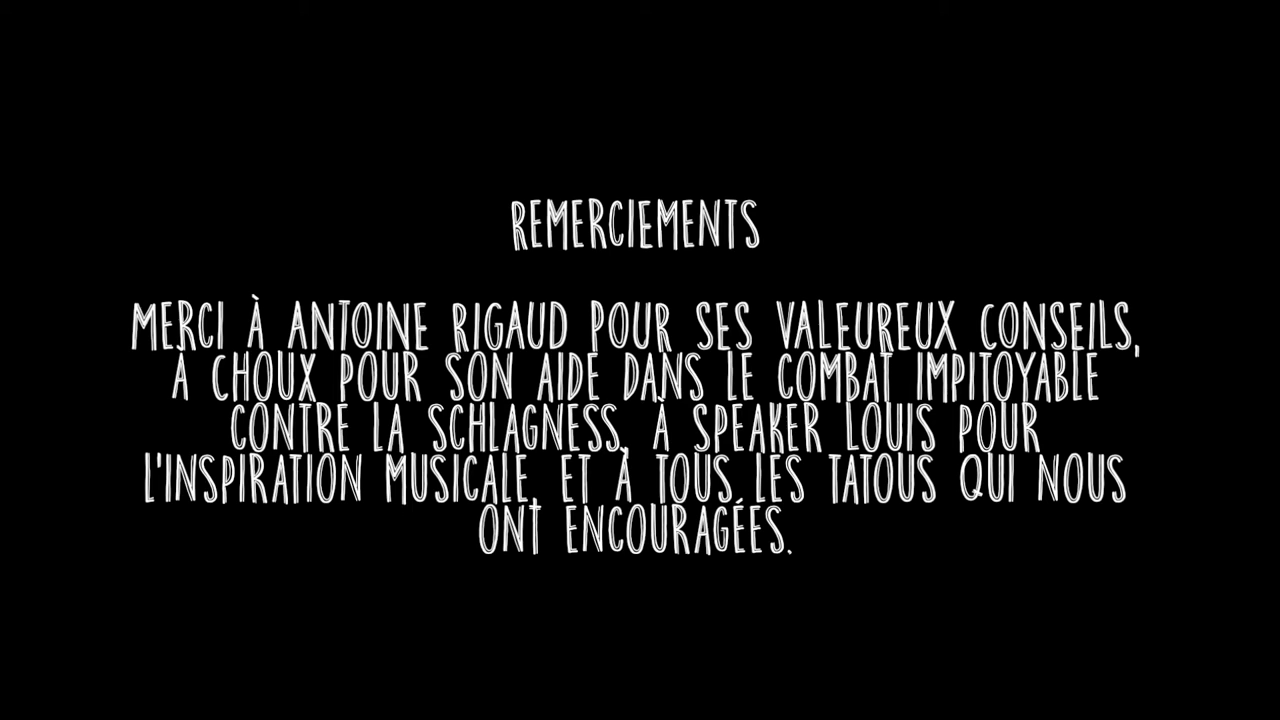 REMERCIEMENTS
MERCI À ANTOINE RIGAUD POUR SES VALEUREUX CONSEILS,
À CHOUX POUR SON AIDE DANS LE COMBAT IMPITOYABLE
CONTRE LA SCHLAGNESS, À SPEAKER LOUIS POUR
L'INSPIRATION MUSICALE, ET À TOUS LES TATOUS QUI NOUS
ONT ENCOURAGÉES.